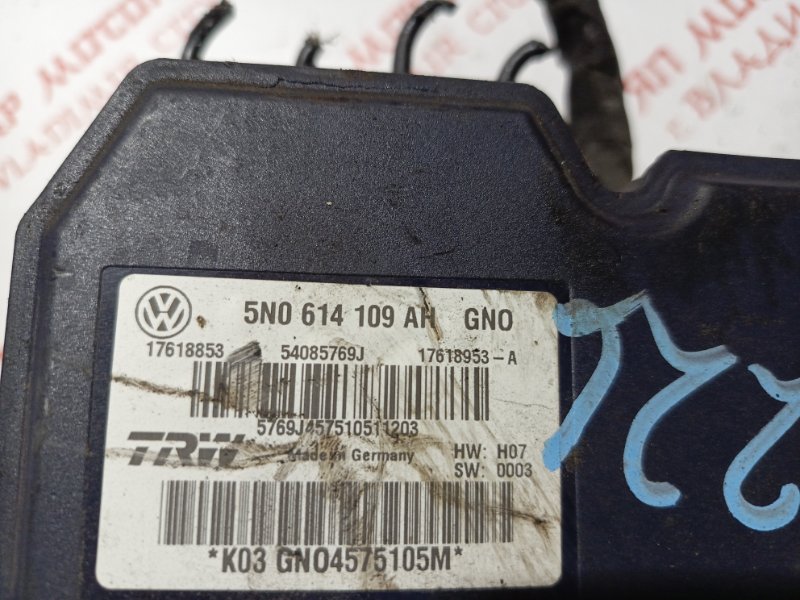 5N0 614 109 AH GNO
17618853 54085769J 17618953-A
5769J457510511203
TRW Made in Germany HW: H07
SW: 0003
*K03 GNO4575105M*